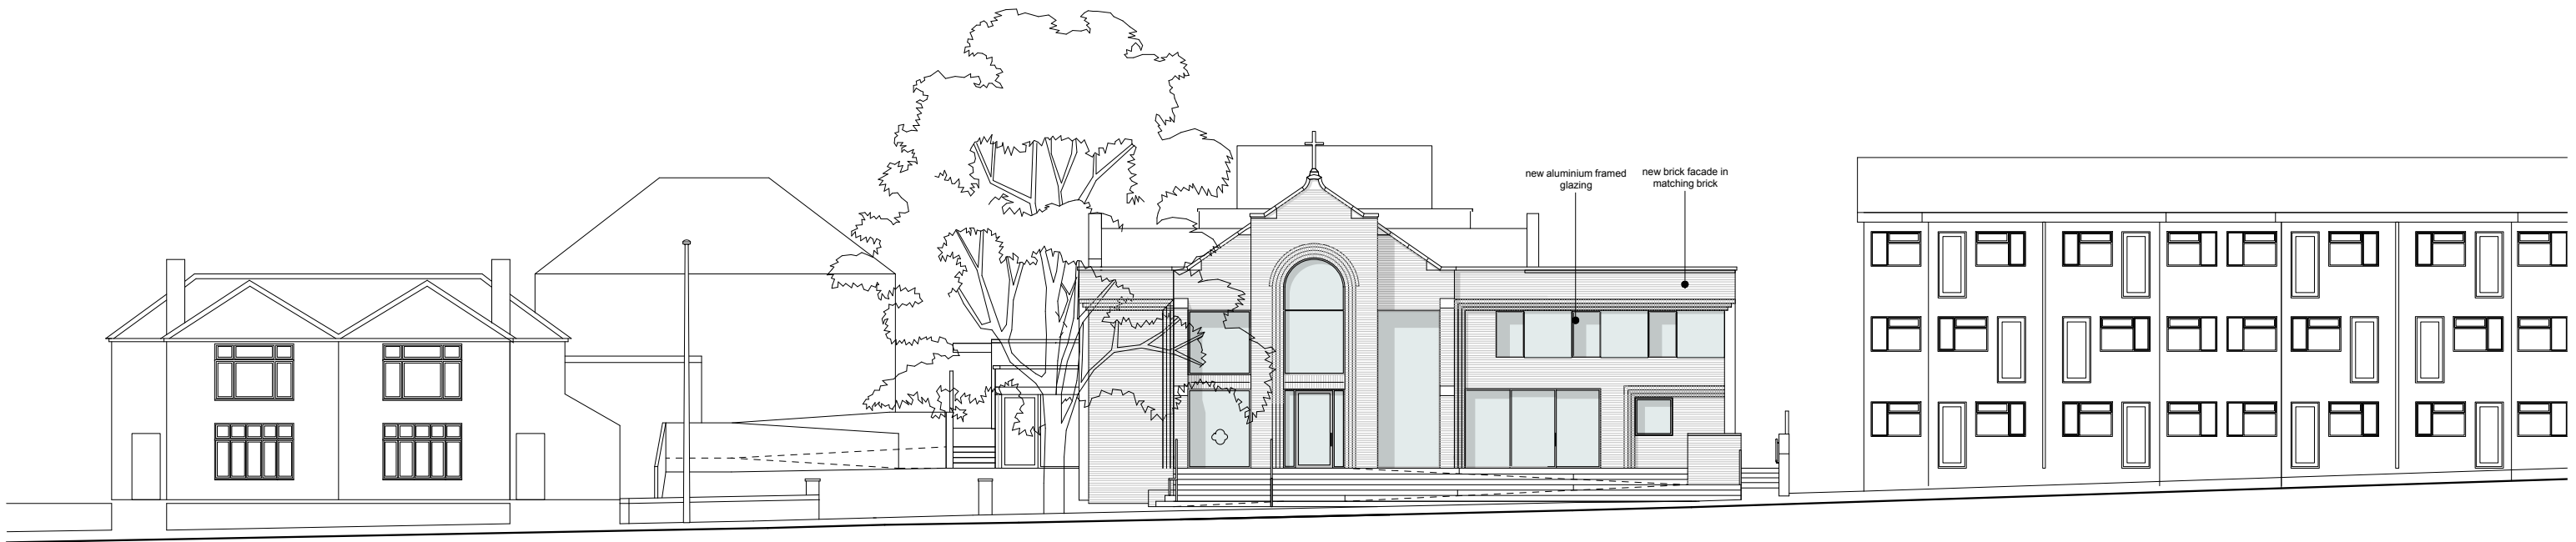 new aluminium framed
glazing
new brick facade in
matching brick